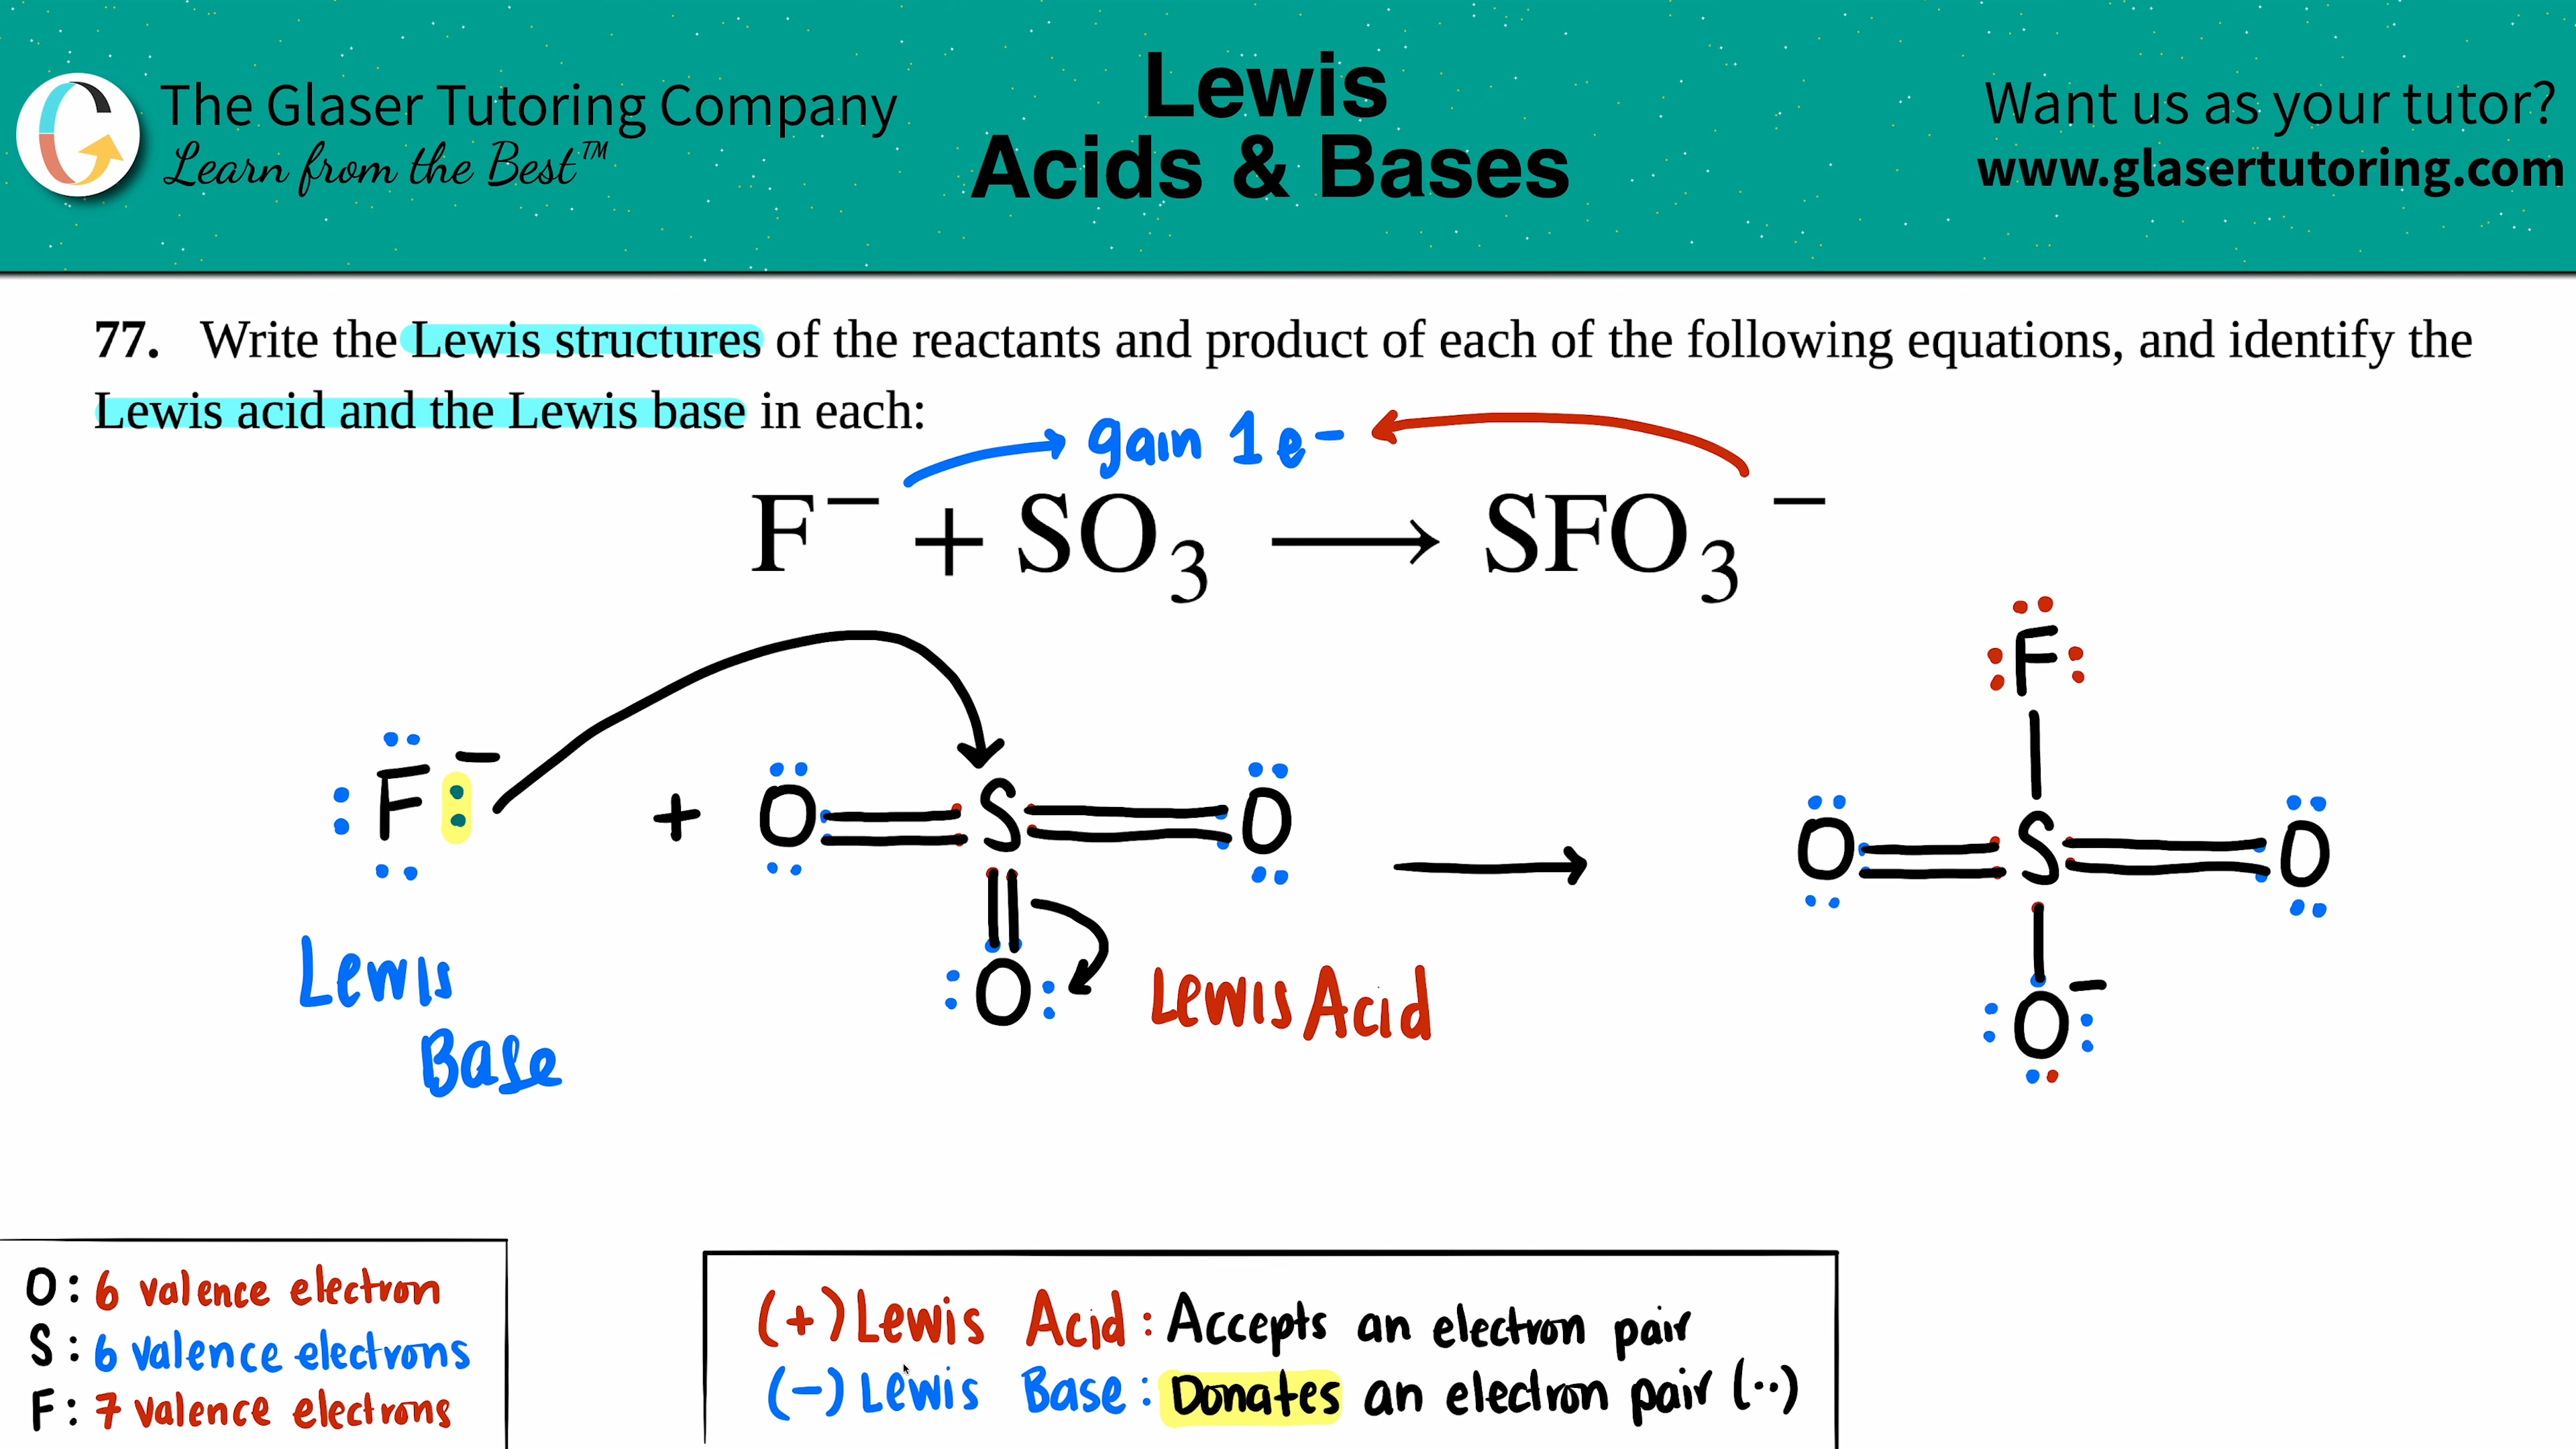 The Glaser Tutoring Company
Learn from the Best™
Lewis
Acids & Bases
Want us as your tutor?
www.glasertutoring.com
77. Write the Lewis structures of the reactants and product of each of the following equations, and identify the
Lewis acid and the Lewis base in each:
gain 1 e-
F⁻ + SO₃ ⟶ SFO₃⁻
F
F −
+ O S O
O S O
O
O −
Lewis
Base
Lewis Acid
O: 6 valence electron
S: 6 valence electrons
F: 7 valence electrons
(+) Lewis Acid: Accepts an electron pair
(-) Lewis Base: Donates an electron pair (··)